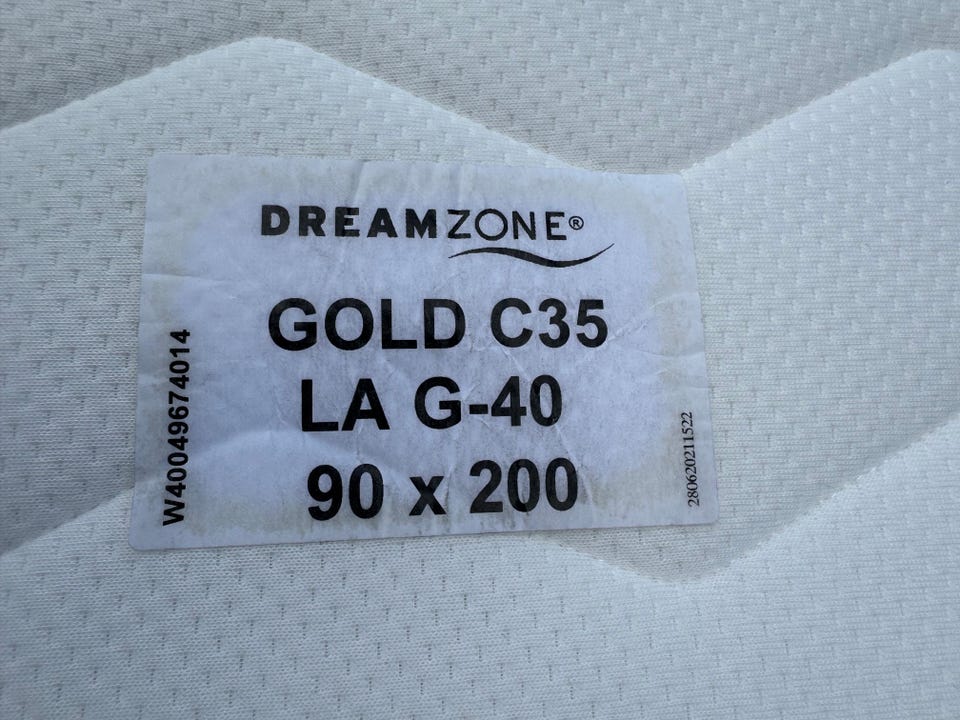 DREAMZONE®
GOLD C35
LA G-40
90 x 200
W40049674014
280620211522